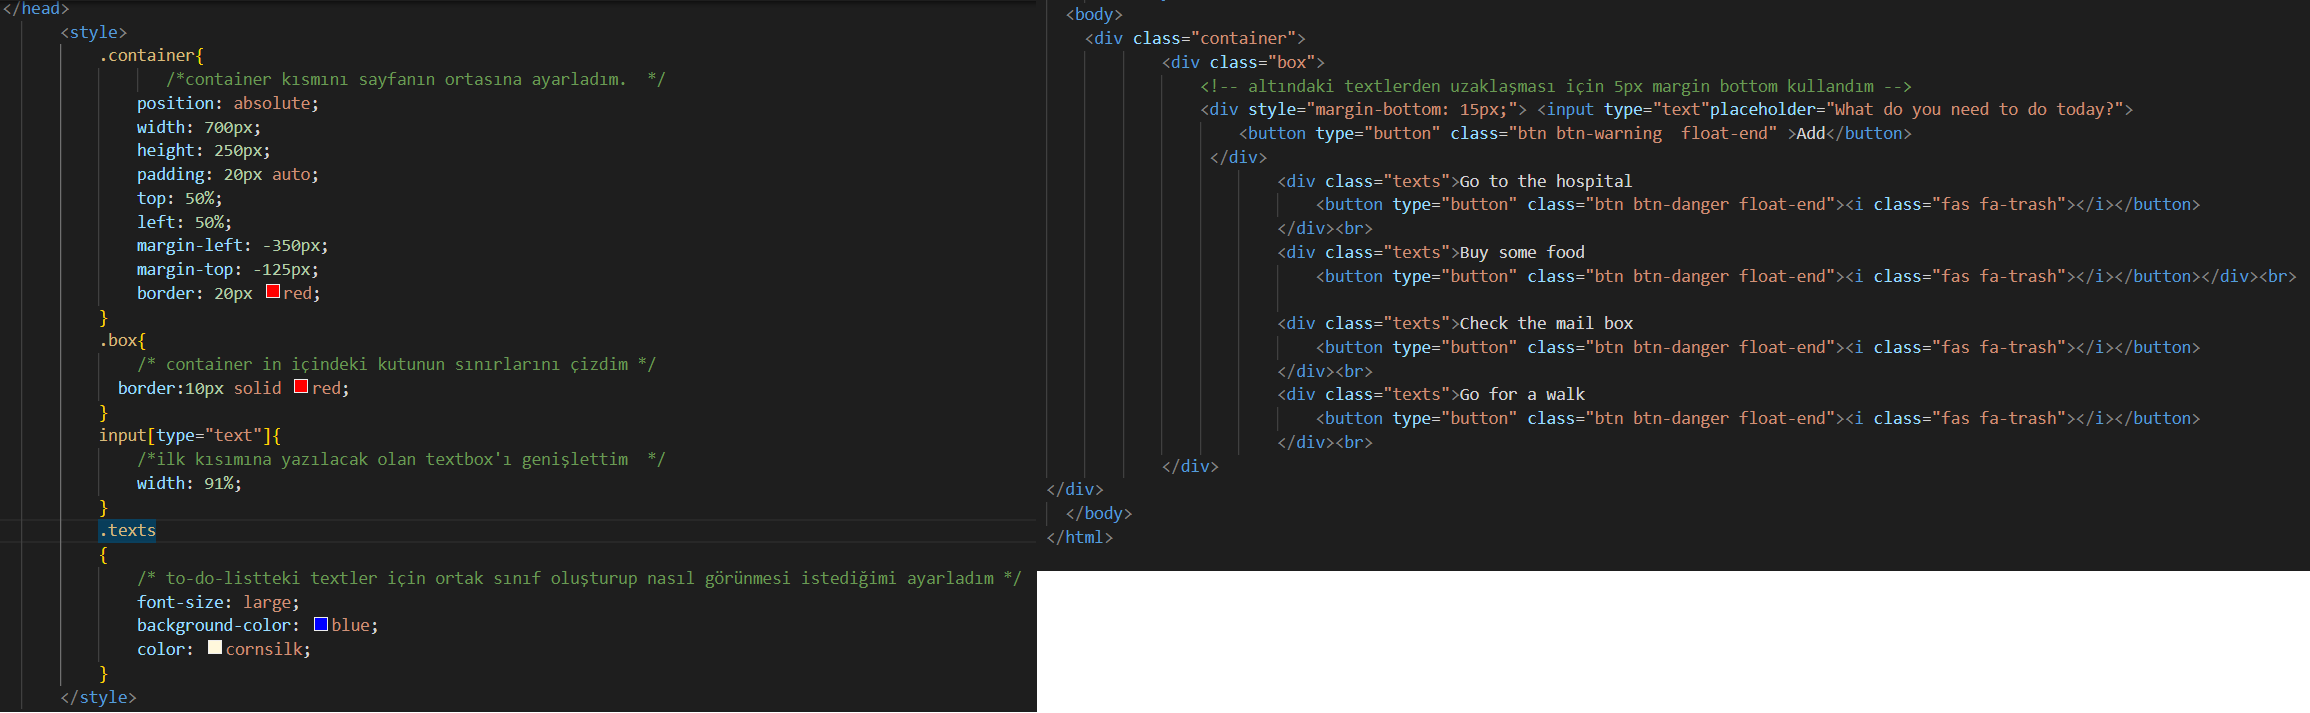 </head>
<style>
.container{
/*container kısmını sayfanın ortasına ayarladım.  */
position: absolute;
width: 700px;
height: 250px;
padding: 20px auto;
top: 50%;
left: 50%;
margin-left: -350px;
margin-top: -125px;
border: 20px red;
}
.box{
/* container in içindeki kutunun sınırlarını çizdim */
border:10px solid red;
}
input[type="text"]{
/*ilk kısımına yazılacak olan textbox'ı genişlettim  */
width: 91%;
}
.texts
{
/* to-do-listteki textler için ortak sınıf oluşturup nasıl görünmesi istediğimi ayarladım */
font-size: large;
background-color: blue;
color: cornsilk;
}
</style>
<body>
<div class="container">
<div class="box">
<!-- altındaki textlerden uzaklaşması için 5px margin bottom kullandım -->
<div style="margin-bottom: 15px;"> <input type="text"placeholder="What do you need to do today?">
<button type="button" class="btn btn-warning  float-end" >Add</button>
</div>
<div class="texts">Go to the hospital
<button type="button" class="btn btn-danger float-end"><i class="fas fa-trash"></i></button>
</div><br>
<div class="texts">Buy some food
<button type="button" class="btn btn-danger float-end"><i class="fas fa-trash"></i></button></div><br>
<div class="texts">Check the mail box
<button type="button" class="btn btn-danger float-end"><i class="fas fa-trash"></i></button>
</div><br>
<div class="texts">Go for a walk
<button type="button" class="btn btn-danger float-end"><i class="fas fa-trash"></i></button>
</div><br>
</div>
</div>
</body>
</html>